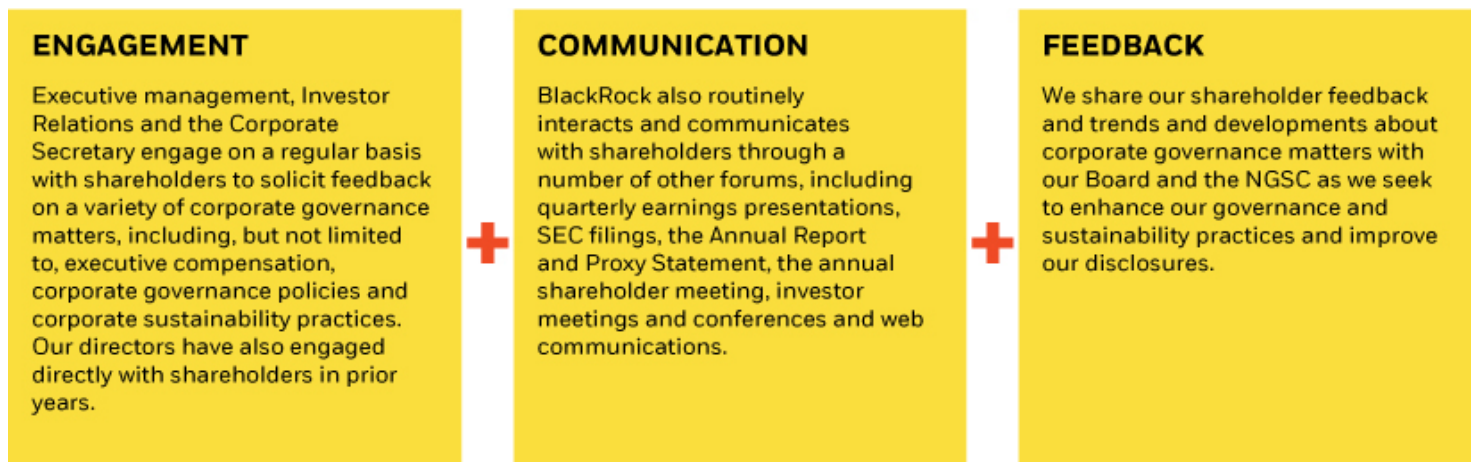 ENGAGEMENT
Executive management, Investor
Relations and the Corporate
Secretary engage on a regular basis
with shareholders to solicit feedback
on a variety of corporate governance
matters, including, but not limited
to, executive compensation,
corporate governance policies and
corporate sustainability practices.
Our directors have also engaged
directly with shareholders in prior
years.
COMMUNICATION
BlackRock also routinely
interacts and communicates
with shareholders through a
number of other forums, including
quarterly earnings presentations,
SEC filings, the Annual Report
and Proxy Statement, the annual
shareholder meeting, investor
meetings and conferences and web
communications.
FEEDBACK
We share our shareholder feedback
and trends and developments about
corporate governance matters with
our Board and the NGSC as we seek
to enhance our governance and
sustainability practices and improve
our disclosures.